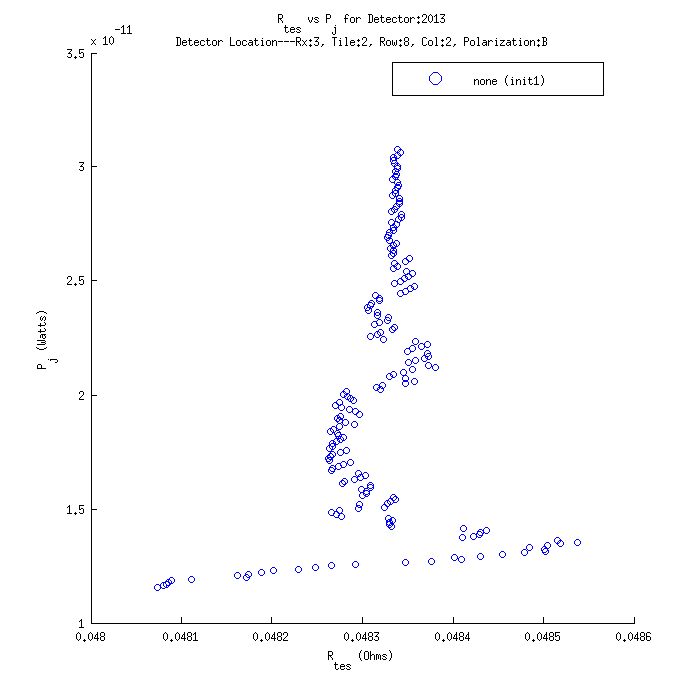 R_tes vs P_j for Detector:2013
Detector Location---Rx:3, Tile:2, Row:8, Col:2, Polarization:B
x 10^-11
none (init1)
3.5
3
2.5
2
1.5
1
P_j (Watts)
0.048 0.0481 0.0482 0.0483 0.0484 0.0485 0.0486
R_tes (Ohms)